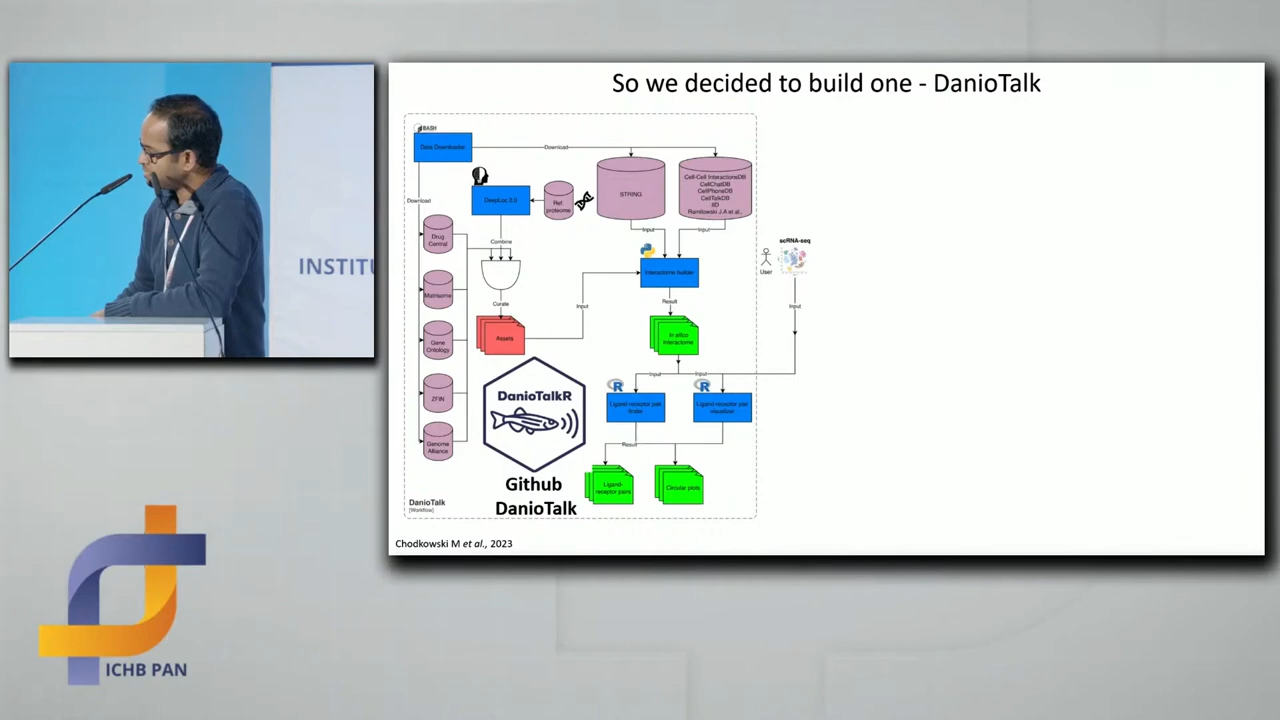 So we decided to build one - DanioTalk
BASH
Data Downloader
Download
Download
DeepLoc 2.0
Ref. proteome
STRING
Cell-Cell InteractionsDB
CellChatDB
CellPhoneDB
CellTalkDB
IID
Ramilowski J.A et al.,
Combine
Input
Input
Drug
Central
Interactome builder
scRNA-seq
User
INSTITU
Matrisome
Curate
Result
Input
Input
Assets
In silico
Interactome
Gene
Ontology
Input
Input
R
R
ZFIN
DanioTalkR
Ligand-receptor pair
finder
Ligand-receptor pair
visualizer
Genome
Alliance
Result
Github
DanioTalk
Ligand-
receptor pairs
Circular plots
DanioTalk
[Workflow]
Chodkowski M et al., 2023
ICHB PAN